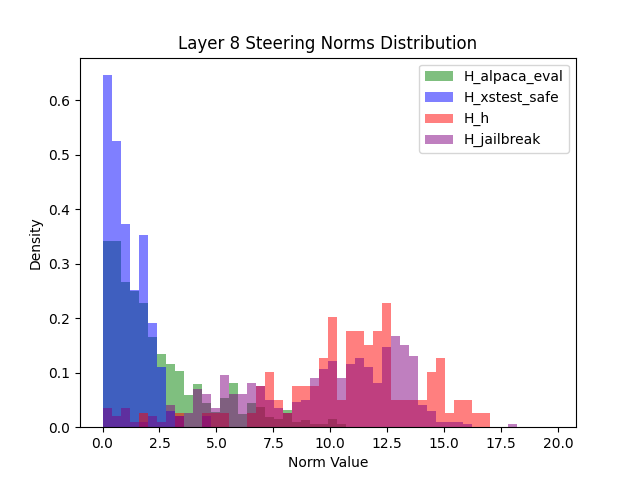 Layer 8 Steering Norms Distribution
H_alpaca_eval
H_xstest_safe
H_h
H_jailbreak
Density
0.6
0.5
0.4
0.3
0.2
0.1
0.0
0.0 2.5 5.0 7.5 10.0 12.5 15.0 17.5 20.0
Norm Value